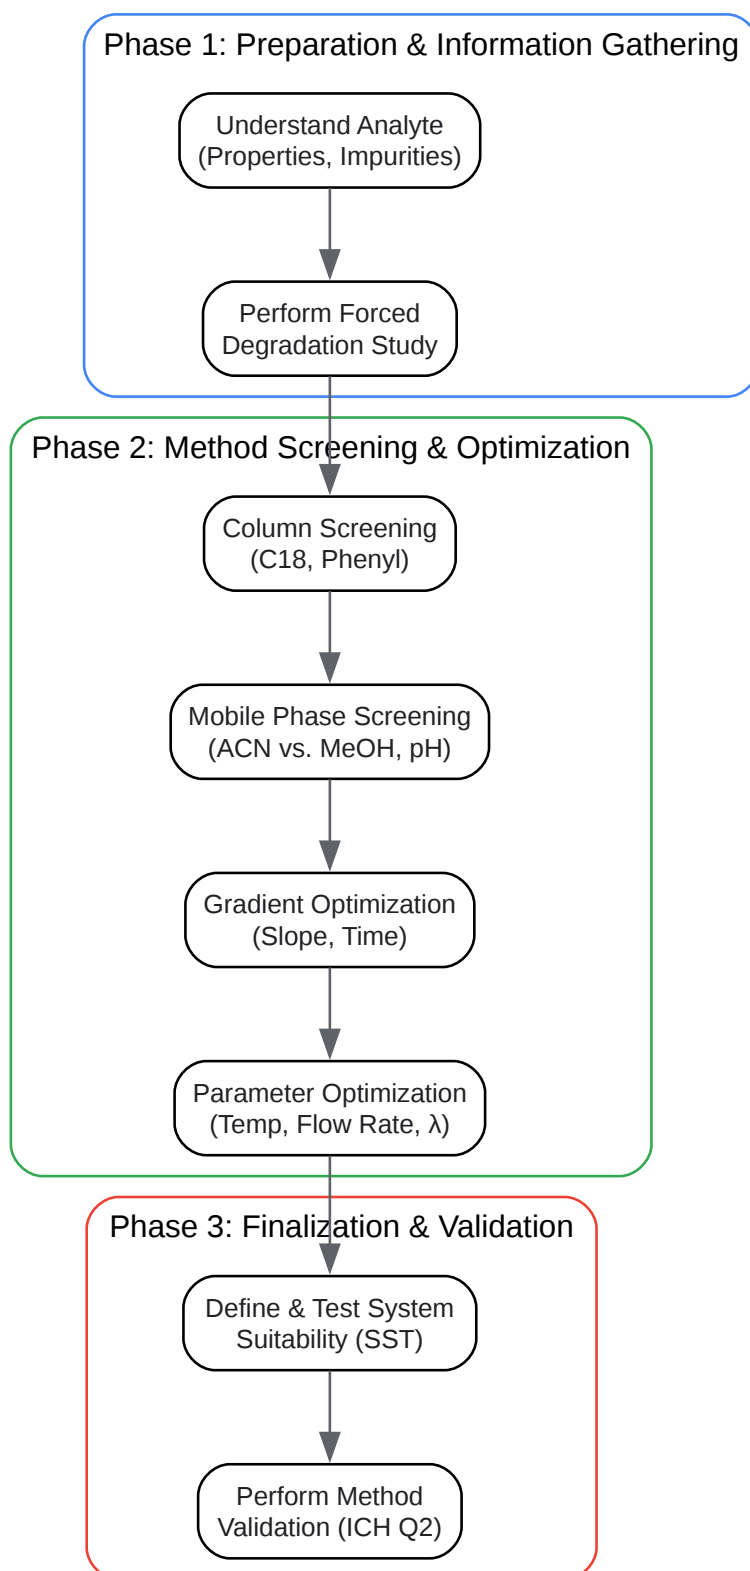 Phase 1: Preparation & Information Gathering
Understand Analyte
(Properties, Impurities)
Perform Forced
Degradation Study
Phase 2: Method Screening & Optimization
Column Screening
(C18, Phenyl)
Mobile Phase Screening
(ACN vs. MeOH, pH)
Gradient Optimization
(Slope, Time)
Parameter Optimization
(Temp, Flow Rate, λ)
Phase 3: Finalization & Validation
Define & Test System
Suitability (SST)
Perform Method
Validation (ICH Q2)